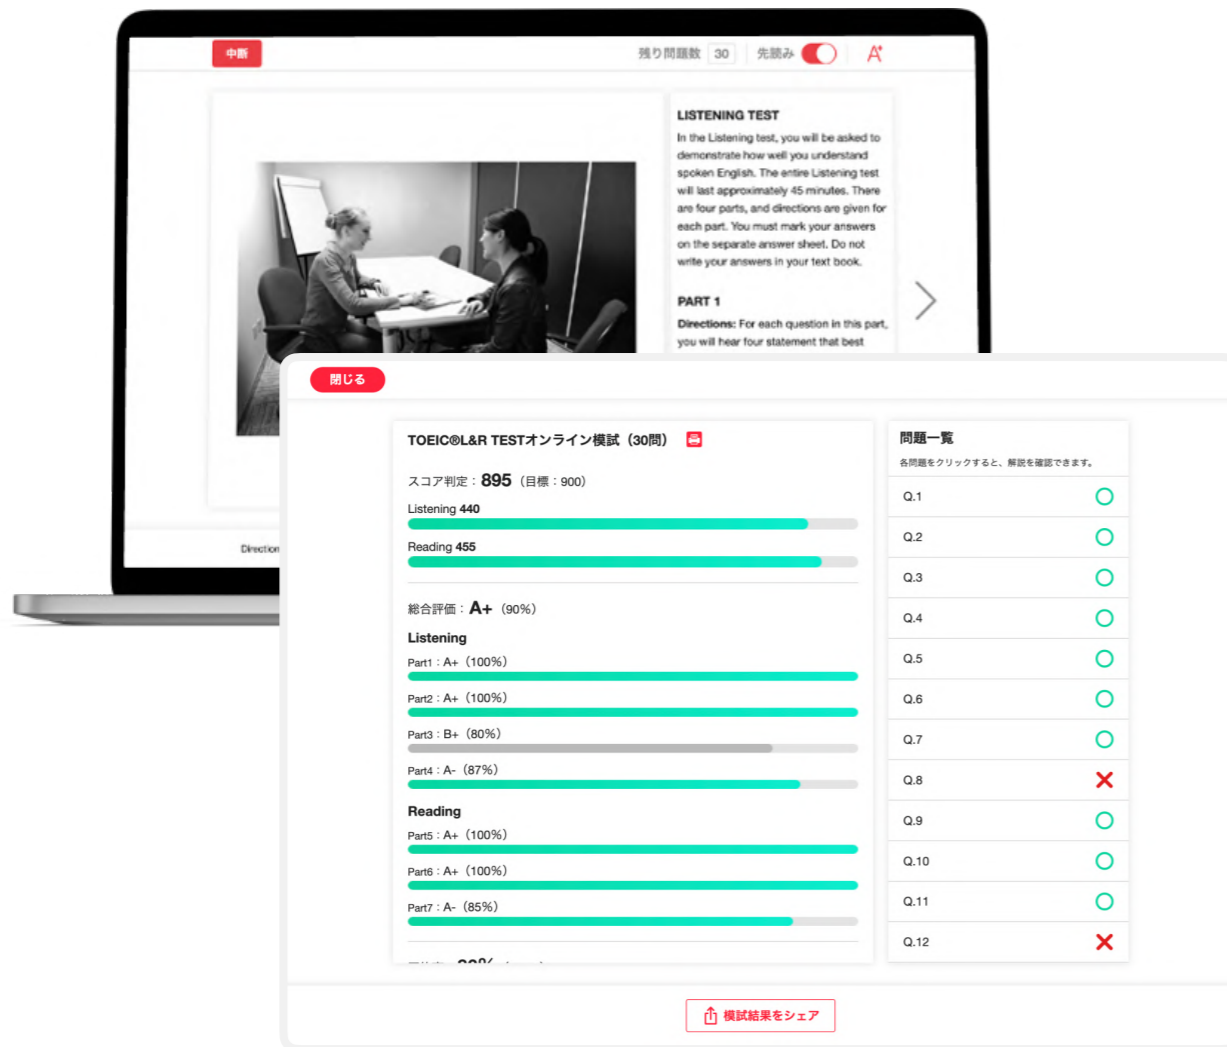 中断
残り問題数 30 先読み A+
LISTENING TEST
In the Listening test, you will be asked to
demonstrate how well you understand
spoken English. The entire Listening test
will last approximately 45 minutes. There
are four parts, and directions are given for
each part. You must mark your answers
on the separate answer sheet. Do not
write your answers in your text book.
PART 1
Directions: For each question in this part,
you will hear four statement that best
Direction
閉じる
TOEIC®L&R TESTオンライン模試（30問）
スコア判定：895（目標：900）
Listening 440
Reading 455
総合評価：A+（90%）
Listening
Part1：A+（100%）
Part2：A+（100%）
Part3：B+（80%）
Part4：A-（87%）
Reading
Part5：A+（100%）
Part6：A+（100%）
Part7：A-（85%）
問題一覧
各問題をクリックすると、解説を確認できます。
Q.1
Q.2
Q.3
Q.4
Q.5
Q.6
Q.7
Q.8
Q.9
Q.10
Q.11
Q.12
模試結果をシェア